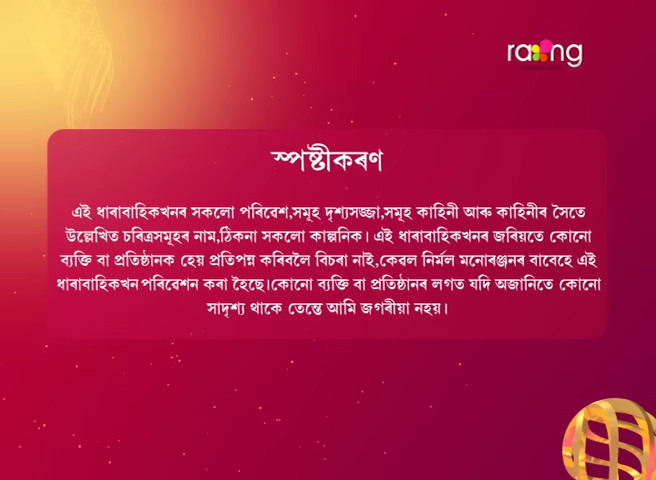 raang
স্পষ্টীকৰণ
এই ধাৰাবাহিকখনৰ সকলো পৰিৱেশ,সমূহ দৃশ্যসজ্জা,সমূহ কাহিনী আৰু কাহিনীৰ সৈতে
উল্লেখিত চৰিত্ৰসমূহৰ নাম,ঠিকনা সকলো কাল্পনিক। এই ধাৰাবাহিকখনৰ জৰিয়তে কোনো
ব্যক্তি বা প্ৰতিষ্ঠানক হেয় প্ৰতিপন্ন কৰিবলৈ বিচৰা নাই,কেৱল নিৰ্মল মনোৰঞ্জনৰ বাবেহে এই
ধাৰাবাহিকখন পৰিৱেশন কৰা হৈছে।কোনো ব্যক্তি বা প্ৰতিষ্ঠানৰ লগত যদি অজানিতে কোনো
সাদৃশ্য থাকে তেন্তে আমি জগৰীয়া নহয়।